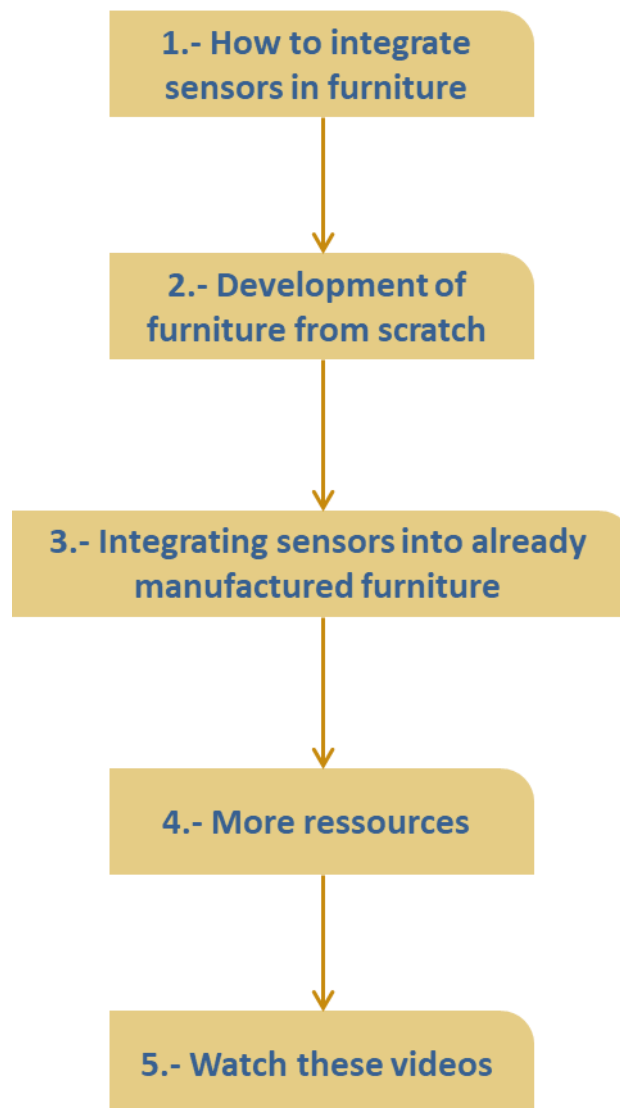 1.- How to integrate
sensors in furniture
2.- Development of
furniture from scratch
3.- Integrating sensors into already
manufactured furniture
4.- More ressources
5.- Watch these videos